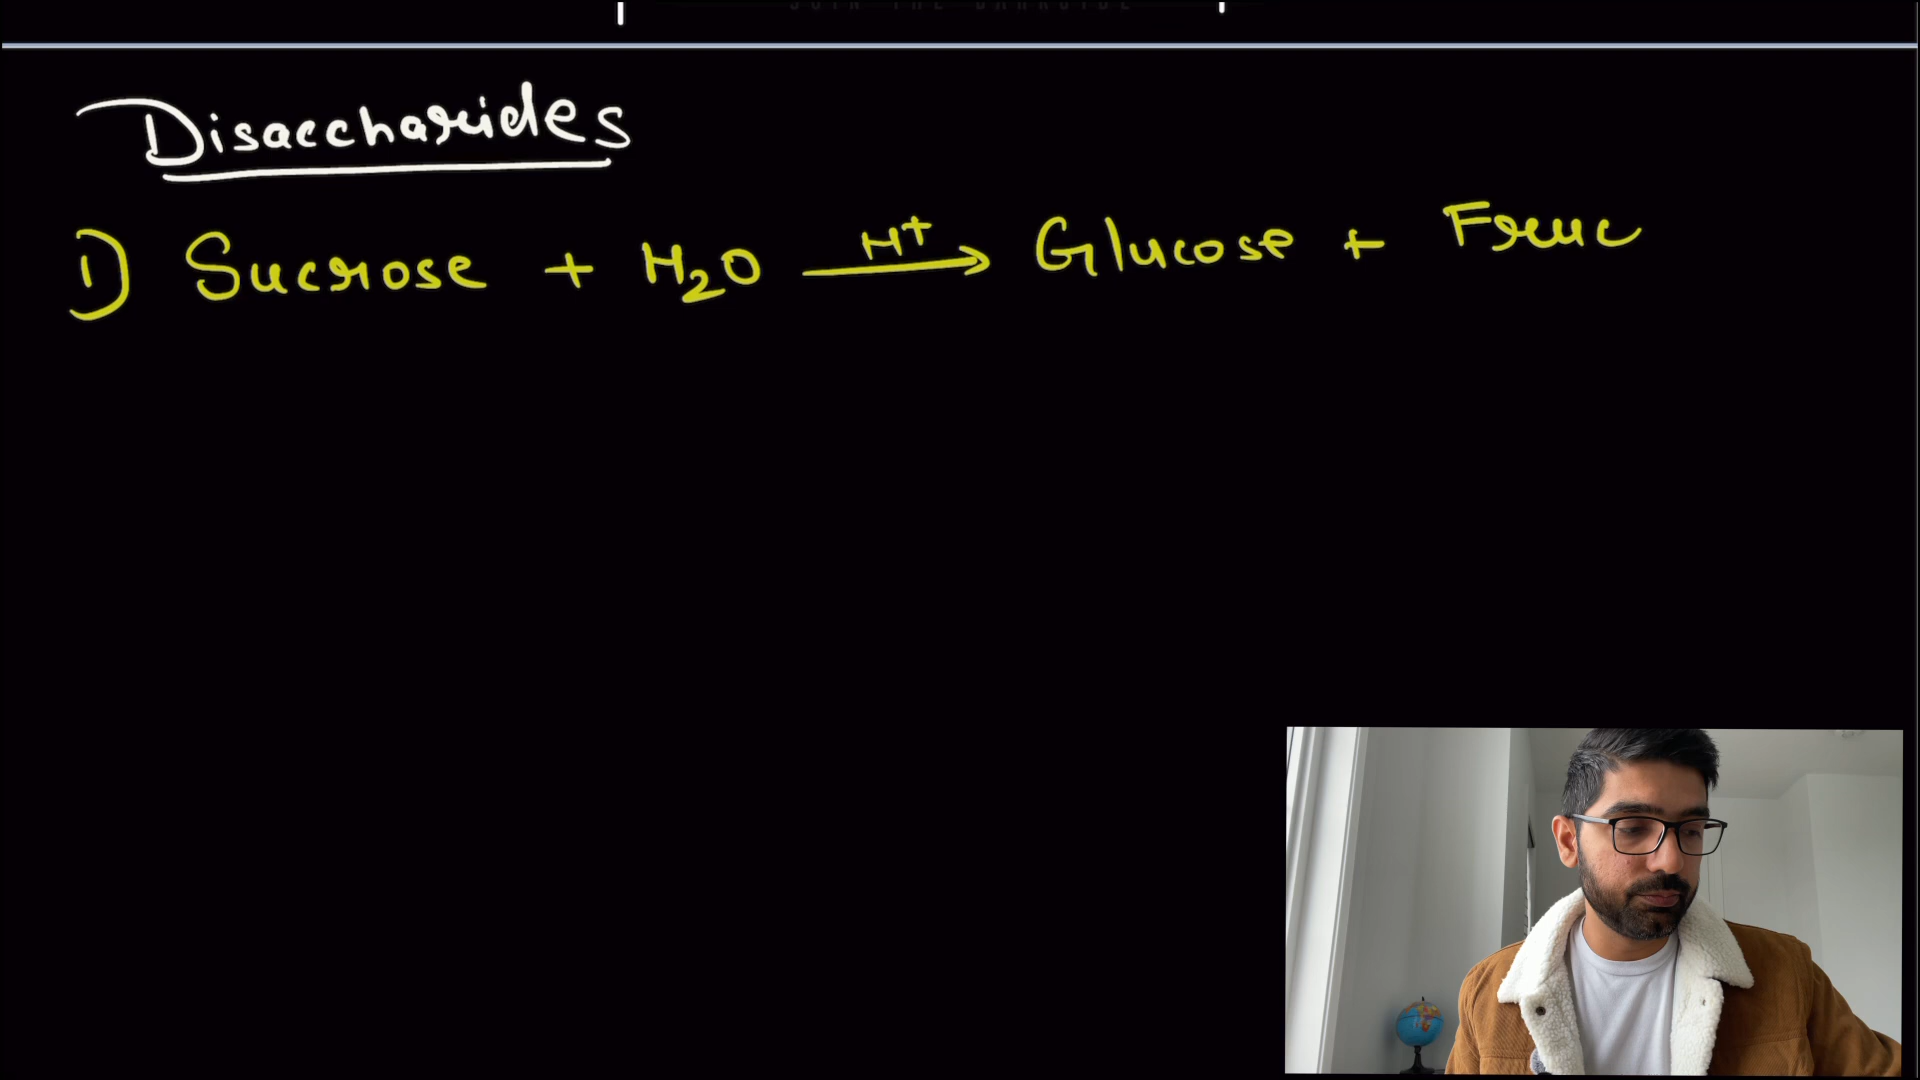 Disaccharides
1) Sucrose + H₂O —H⁺→ Glucose + Fruc